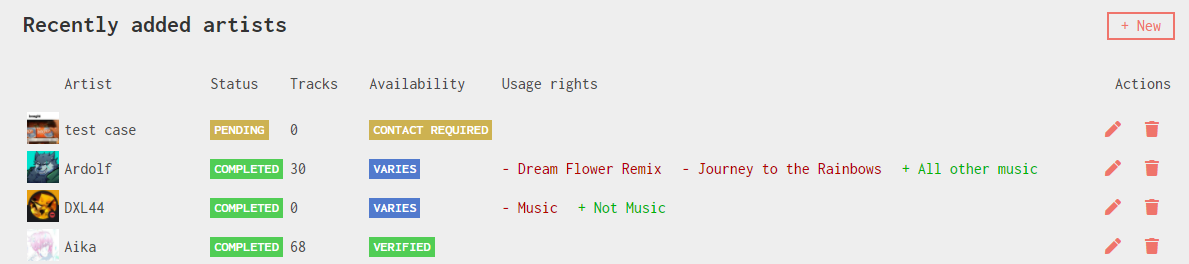 Recently added artists
+ New
Artist Status Tracks Availability Usage rights Actions
test case PENDING 0 CONTACT REQUIRED
Ardolf COMPLETED 30 VARIES - Dream Flower Remix - Journey to the Rainbows + All other music
DXL44 COMPLETED 0 VARIES - Music + Not Music
Aika COMPLETED 68 VERIFIED